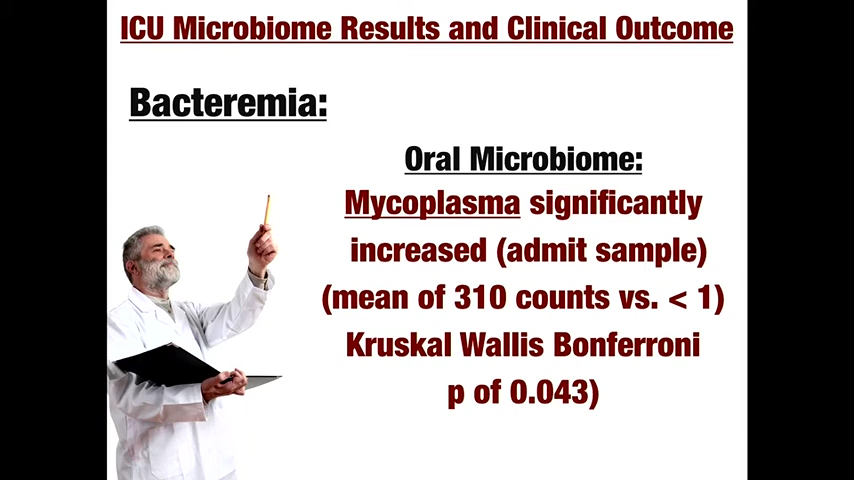 ICU Microbiome Results and Clinical Outcome
Bacteremia:
Oral Microbiome:
Mycoplasma significantly
increased (admit sample)
(mean of 310 counts vs. < 1)
Kruskal Wallis Bonferroni
p of 0.043)